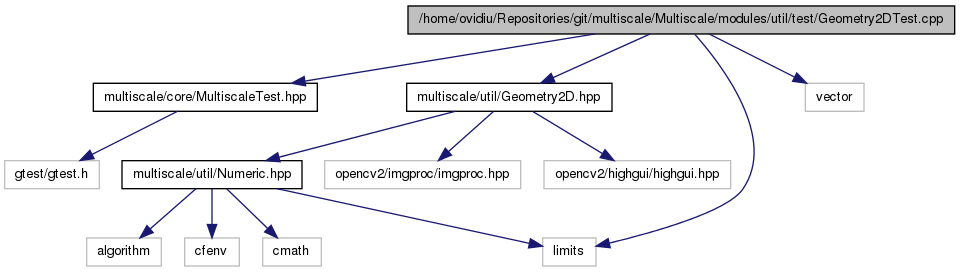 /home/ovidiu/Repositories/git/multiscale/Multiscale/modules/util/test/Geometry2DTest.cpp
multiscale/core/MultiscaleTest.hpp
multiscale/util/Geometry2D.hpp
vector
gtest/gtest.h
multiscale/util/Numeric.hpp
opencv2/imgproc/imgproc.hpp
opencv2/highgui/highgui.hpp
algorithm
cfenv
cmath
limits